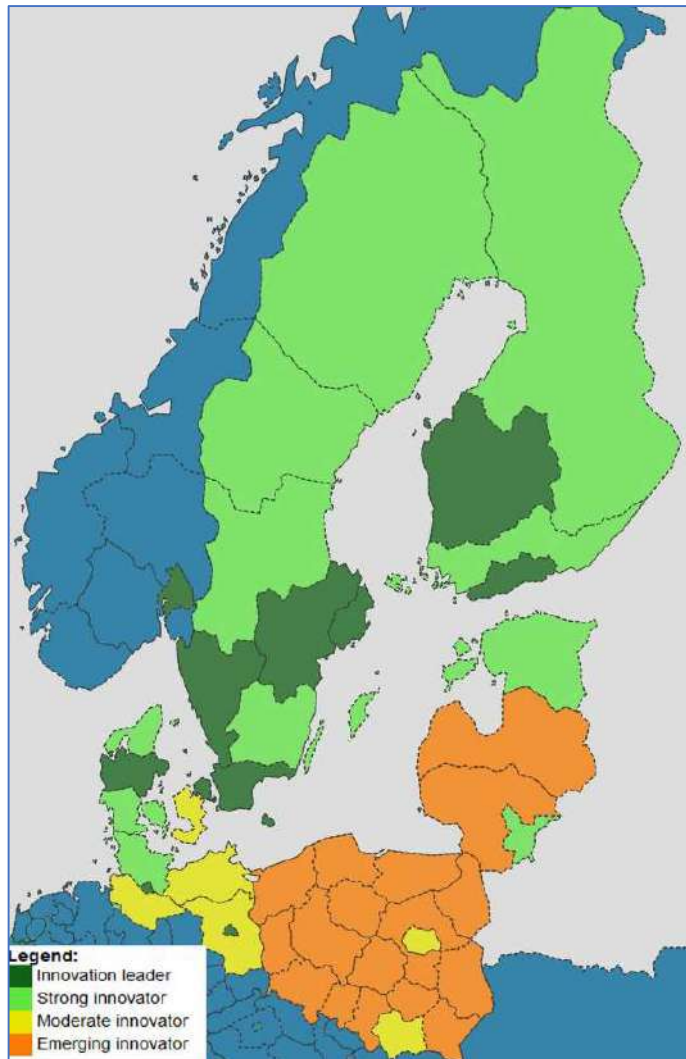 Legend:
Innovation leader
Strong innovator
Moderate innovator
Emerging innovator